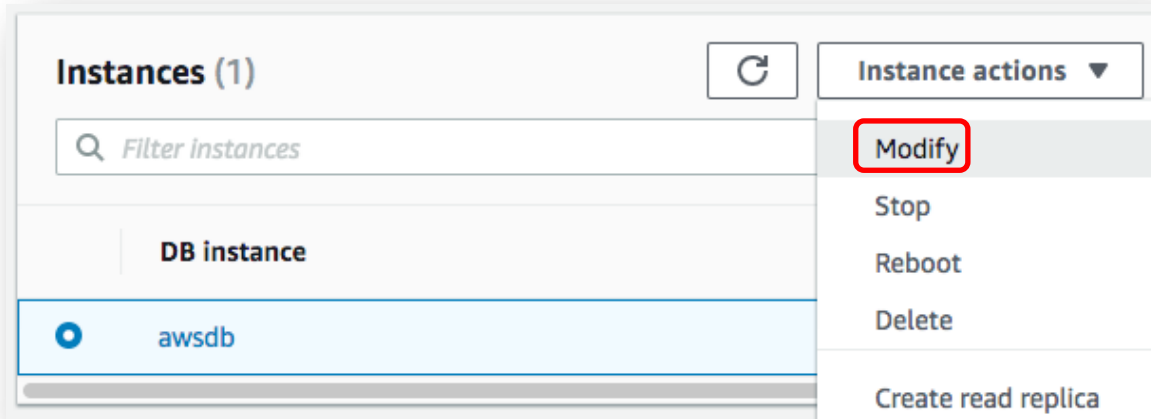 Instances (1)
Instance actions
Filter instances
Modify
Stop
DB instance
Reboot
Delete
awsdb
Create read replica